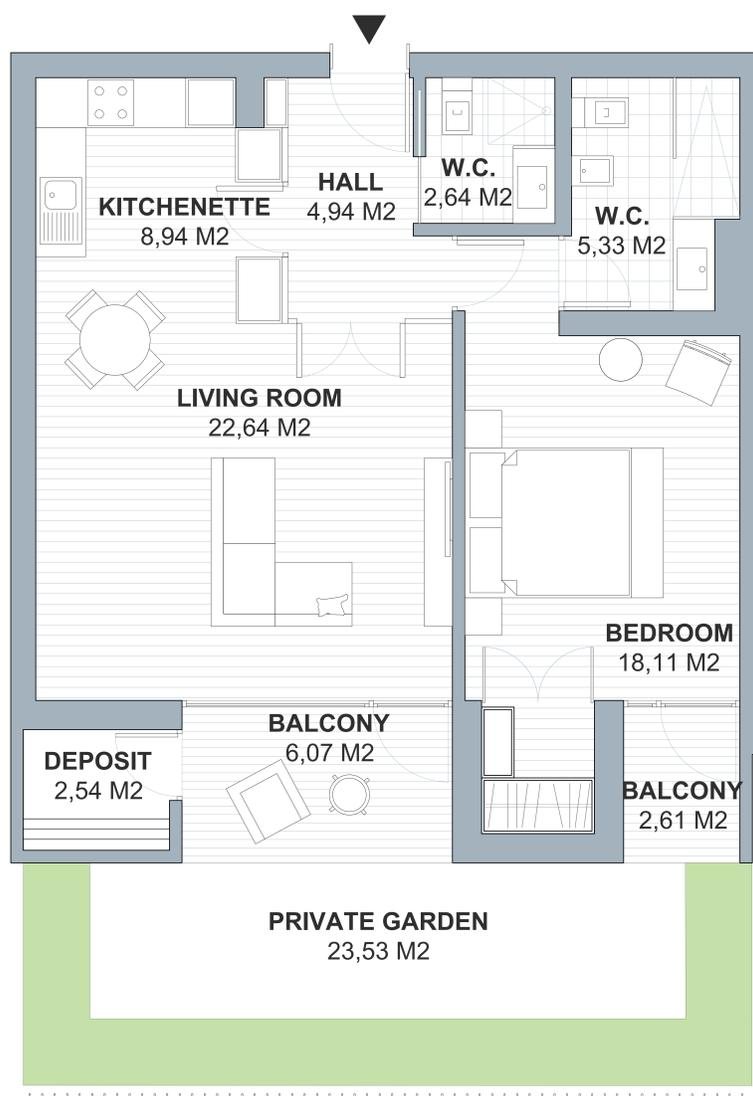 HALL
4,94 M2
W.C.
2,64 M2
KITCHENETTE
8,94 M2
W.C.
5,33 M2
LIVING ROOM
22,64 M2
BEDROOM
18,11 M2
BALCONY
6,07 M2
DEPOSIT
2,54 M2
BALCONY
2,61 M2
PRIVATE GARDEN
23,53 M2